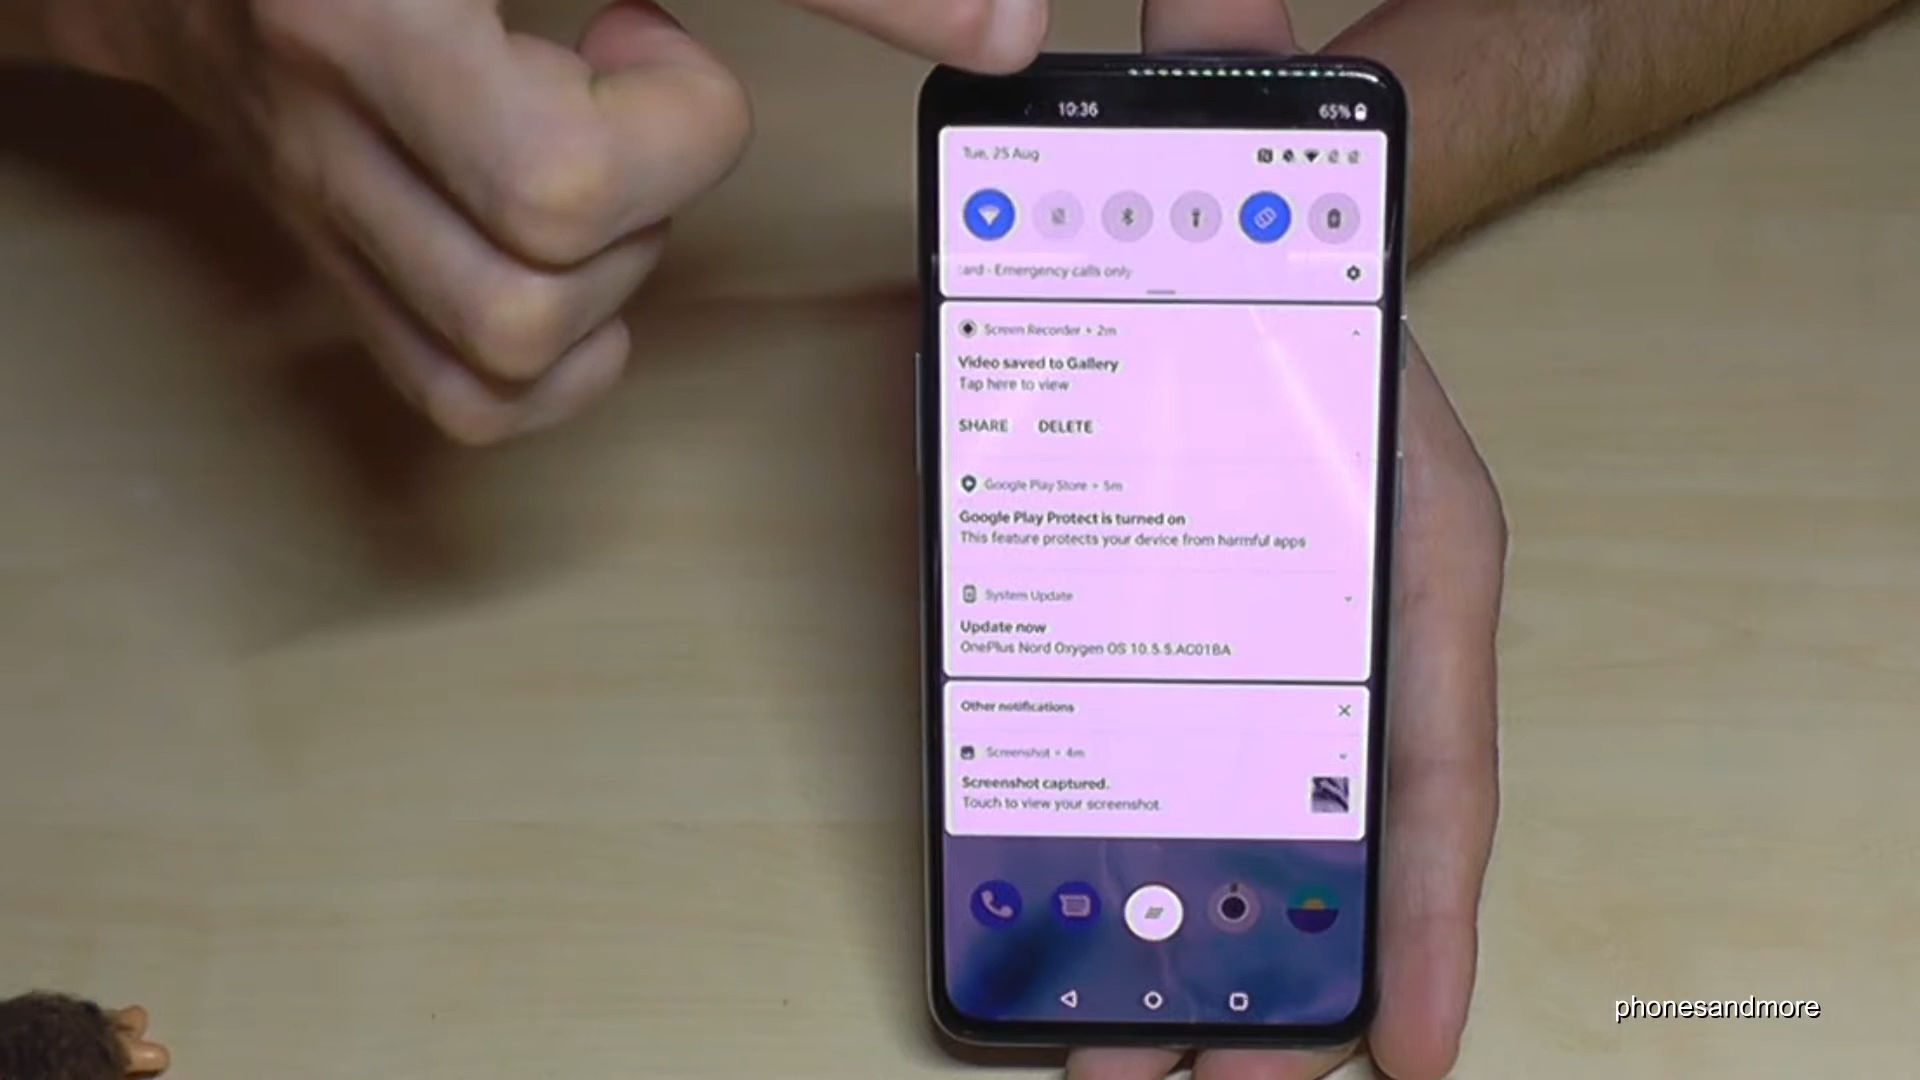 10:36
65%
Tue, 25 Aug
ard - Emergency calls only
Screen Recorder • 2m
Video saved to Gallery
Tap here to view
SHARE DELETE
Google Play Store • 5m
Google Play Protect is turned on
This feature protects your device from harmful apps
System Update
Update now
OnePlus Nord Oxygen OS 10.5.5.AC01BA
Other notifications
Screenshot • 4m
Screenshot captured.
Touch to view your screenshot.
phonesandmore